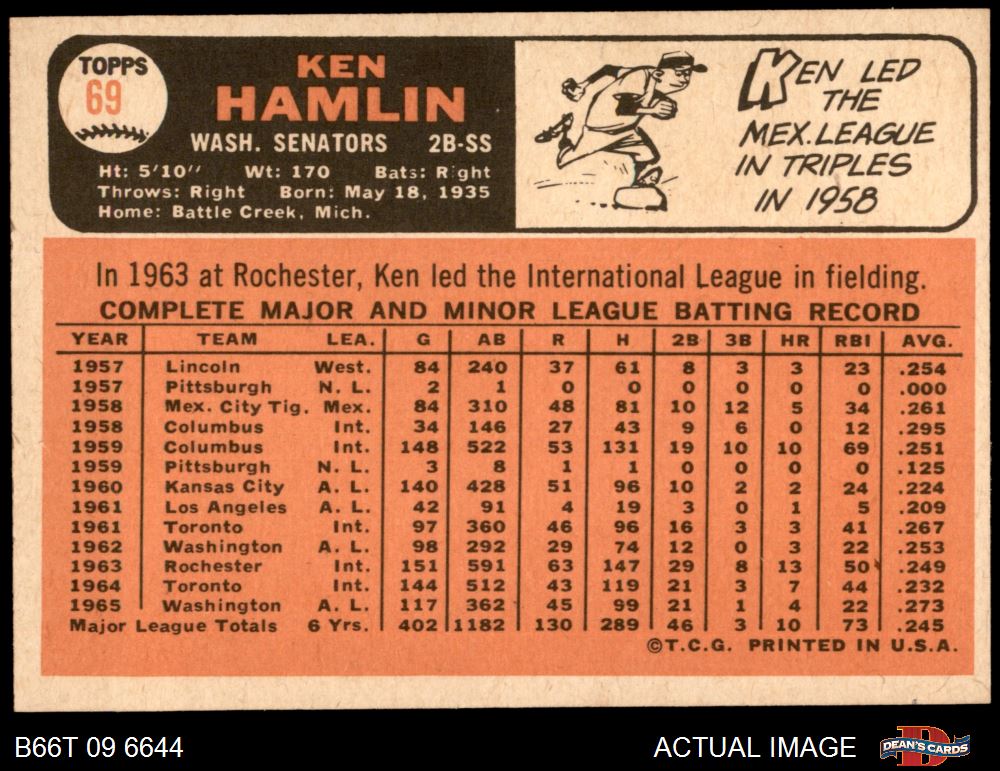 TOPPS
69
KEN
HAMLIN
WASH. SENATORS 2B-SS
Ht: 5'10" Wt: 170 Bats: Right
Throws: Right Born: May 18, 1935
Home: Battle Creek, Mich.
KEN LED
THE
MEX. LEAGUE
IN TRIPLES
IN 1958
In 1963 at Rochester, Ken led the International League in fielding.
COMPLETE MAJOR AND MINOR LEAGUE BATTING RECORD
YEAR TEAM LEA. G AB R H 2B 3B HR RBI AVG.
1957 Lincoln West. 84 240 37 61 8 3 3 23 .254
1957 Pittsburgh N. L. 2 1 0 0 0 0 0 0 .000
1958 Mex. City Tig. Mex. 84 310 48 81 10 12 5 34 .261
1958 Columbus Int. 34 146 27 43 9 6 0 12 .295
1959 Columbus Int. 148 522 53 131 19 10 10 69 .251
1959 Pittsburgh N. L. 3 8 1 1 0 0 0 0 .125
1960 Kansas City A. L. 140 428 51 96 10 2 2 24 .224
1961 Los Angeles A. L. 42 91 4 19 3 0 1 5 .209
1961 Toronto Int. 97 360 46 96 16 3 3 41 .267
1962 Washington A. L. 98 292 29 74 12 0 3 22 .253
1963 Rochester Int. 151 591 63 147 29 8 13 50 .249
1964 Toronto Int. 144 512 43 119 21 3 7 44 .232
1965 Washington A. L. 117 362 45 99 21 1 4 22 .273
Major League Totals 6 Yrs. 402 1182 130 289 46 3 10 73 .245
©T.C.G. PRINTED IN U.S.A.
B66T 09 6644
ACTUAL IMAGE
DEAN'S CARDS